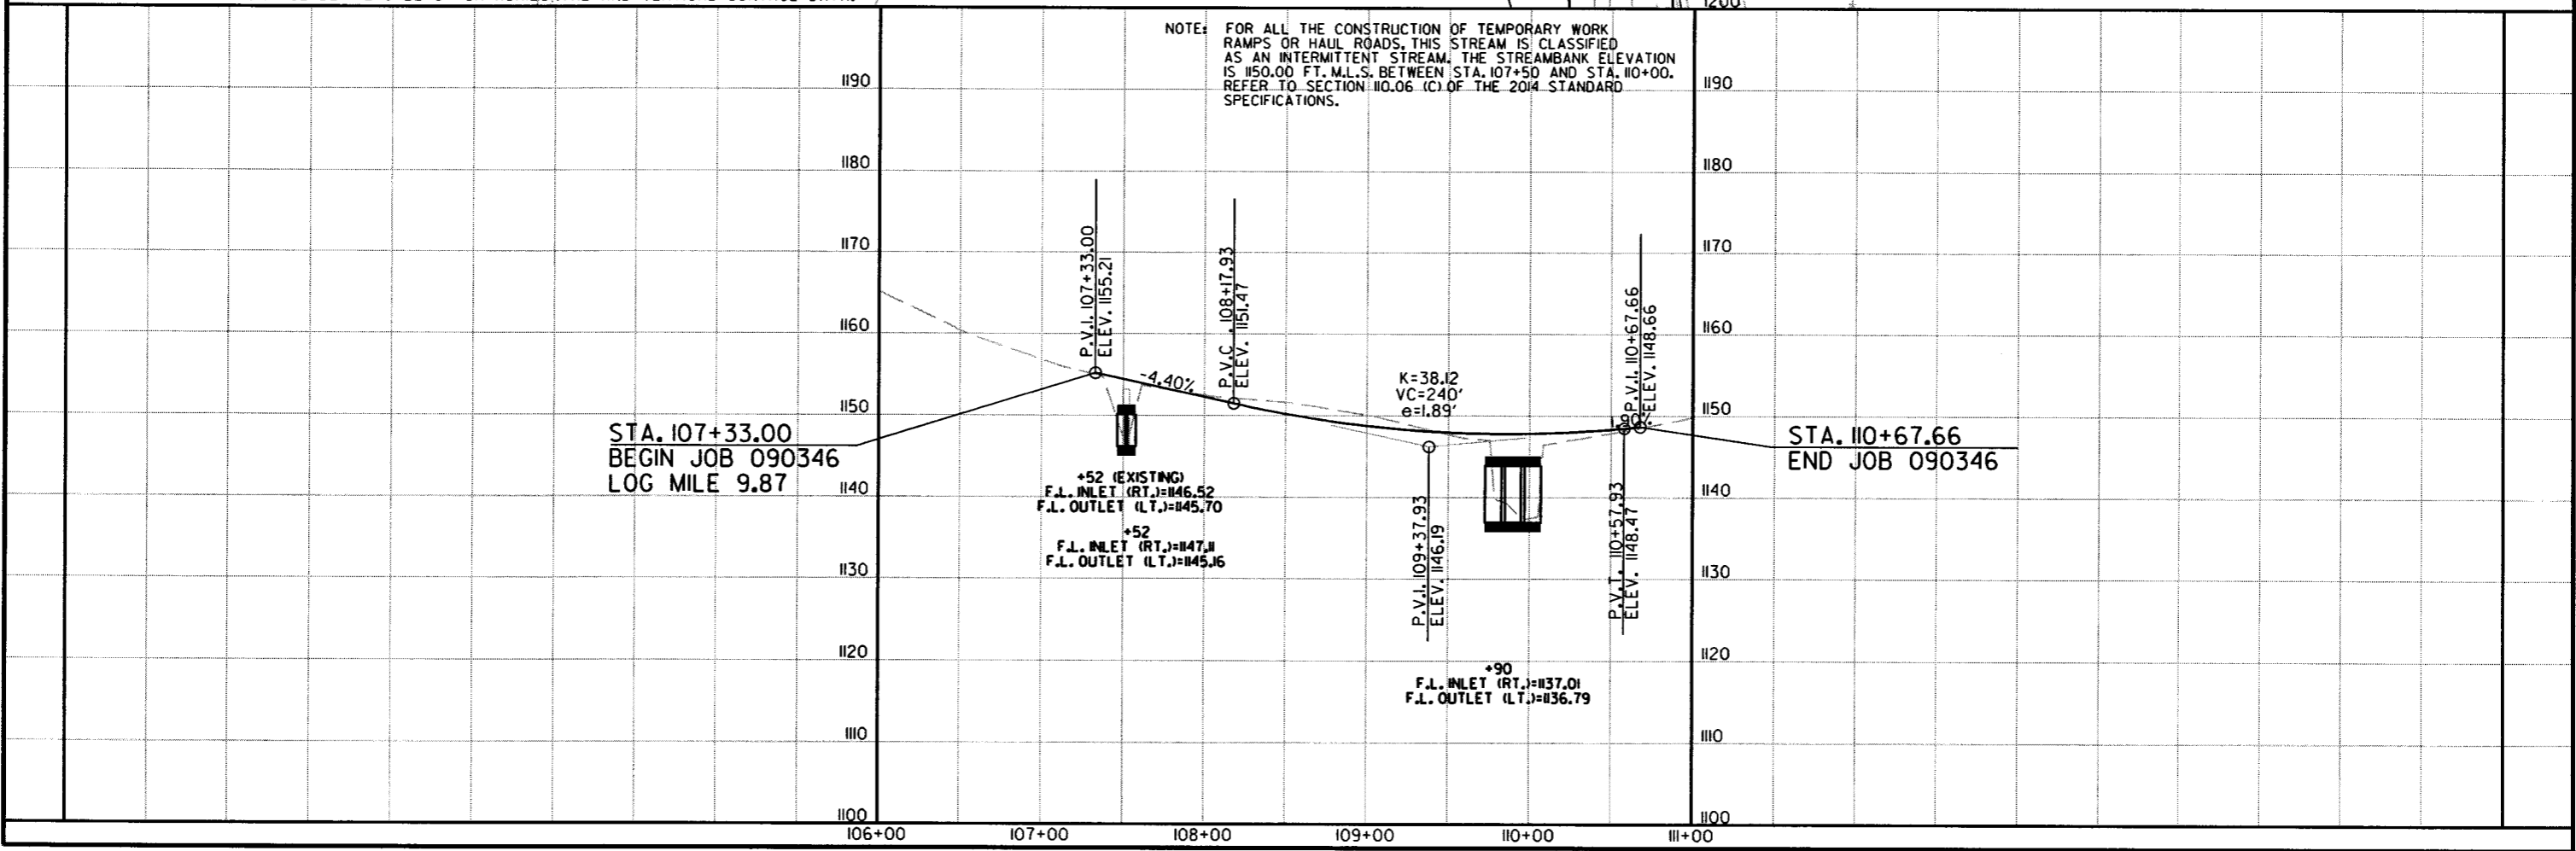 1200
NOTE: FOR ALL THE CONSTRUCTION OF TEMPORARY WORK
RAMPS OR HAUL ROADS, THIS STREAM IS CLASSIFIED
AS AN INTERMITTENT STREAM. THE STREAMBANK ELEVATION
IS 1150.00 FT. M.L.S. BETWEEN STA. 107+50 AND STA. 110+00.
REFER TO SECTION 110.06 (C) OF THE 2014 STANDARD
SPECIFICATIONS.
1190
1190
1180
1180
1170
1170
1160
1160
1150
1150
1140
1140
1130
1130
1120
1120
1110
1110
1100
1100
P.V.I. 107+33.00
ELEV. 1155.21
P.V.C. 108+17.93
ELEV. 1151.47
-4.40%
K=38.12
VC=240'
e=1.89'
P.V.I. 110+67.66
ELEV. 1148.66
STA. 107+33.00
BEGIN JOB 090346
LOG MILE 9.87
STA. 110+67.66
END JOB 090346
+52 (EXISTING)
F.L. INLET (RT.)=1146.52
F.L. OUTLET (LT.)=1145.70
+52
F.L. INLET (RT.)=1147.11
F.L. OUTLET (LT.)=1145.16
P.V.I. 109+37.93
ELEV. 1146.19
P.V.T. 110+57.93
ELEV. 1148.47
+90
F.L. INLET (RT.)=1137.01
F.L. OUTLET (LT.)=1136.79
106+00
107+00
108+00
109+00
110+00
111+00